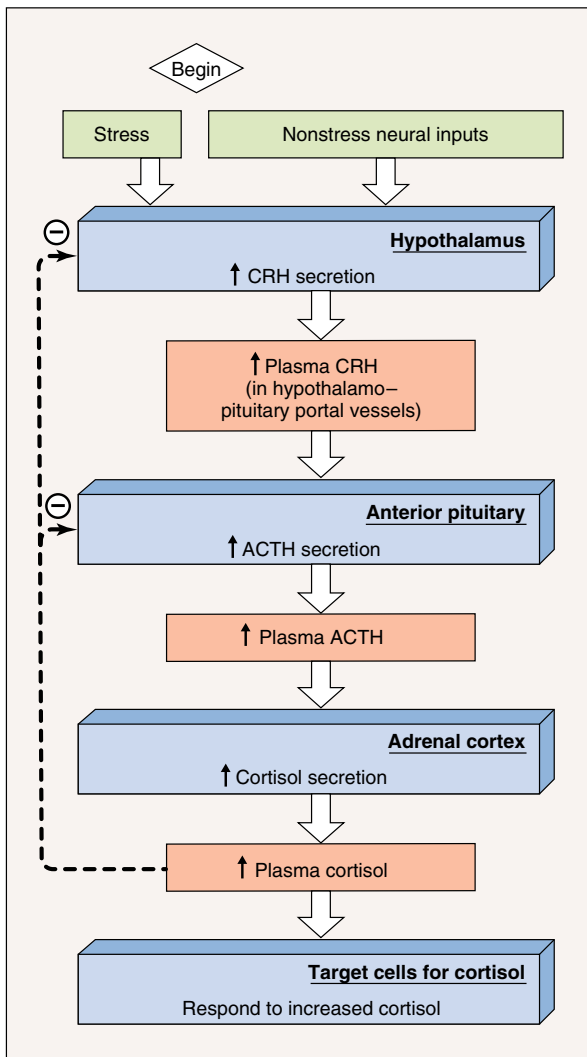 Begin
Stress
Nonstress neural inputs
Hypothalamus
↑ CRH secretion
↑ Plasma CRH
(in hypothalamo–
pituitary portal vessels)
Anterior pituitary
↑ ACTH secretion
↑ Plasma ACTH
Adrenal cortex
↑ Cortisol secretion
↑ Plasma cortisol
Target cells for cortisol
Respond to increased cortisol